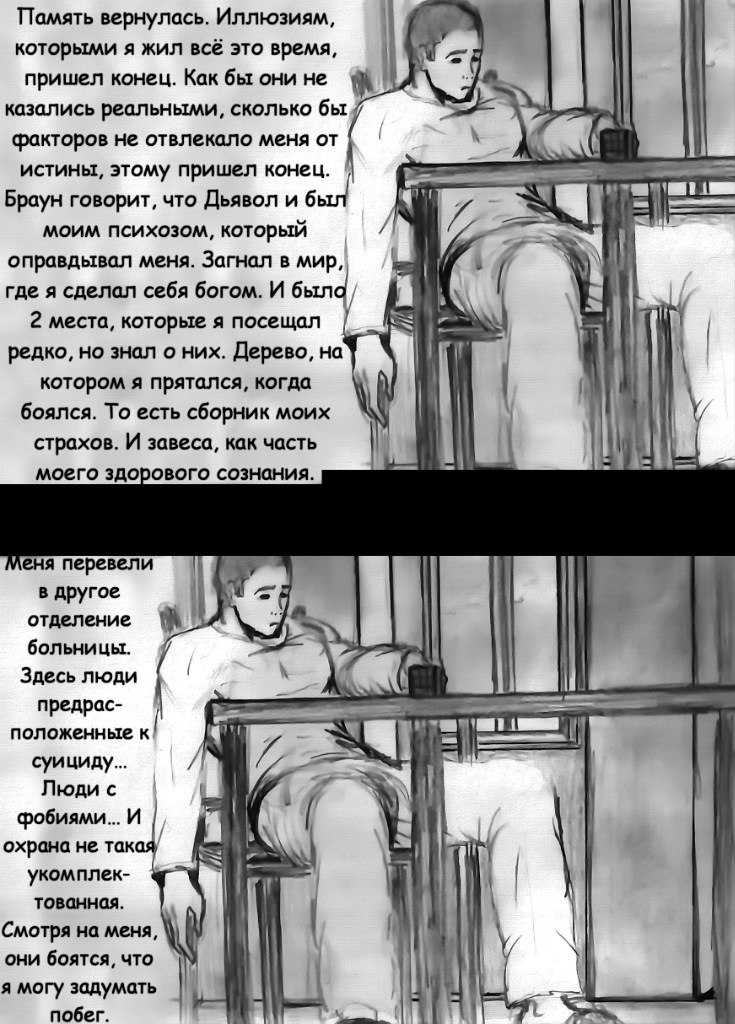 Память вернулась. Иллюзиям,
которыми я жил всё это время,
пришел конец. Как бы они не
казались реальными, сколько бы
факторов не отвлекало меня от
истины, этому пришел конец.
Браун говорит, что Дьявол и был
моим психозом, который
оправдывал меня. Загнал в мир,
где я сделал себя богом. И было
2 места, которые я посещал
редко, но знал о них. Дерево, на
котором я прятался, когда
боялся. То есть сборник моих
страхов. И завеса, как часть
моего здорового сознания.
Меня перевели
в другое
отделение
больницы.
Здесь люди
предрас-
положенные к
суициду...
Люди с
фобиями... И
охрана не такая
укомплек-
тованная.
Смотря на меня,
они боятся, что
я могу задумать
побег.